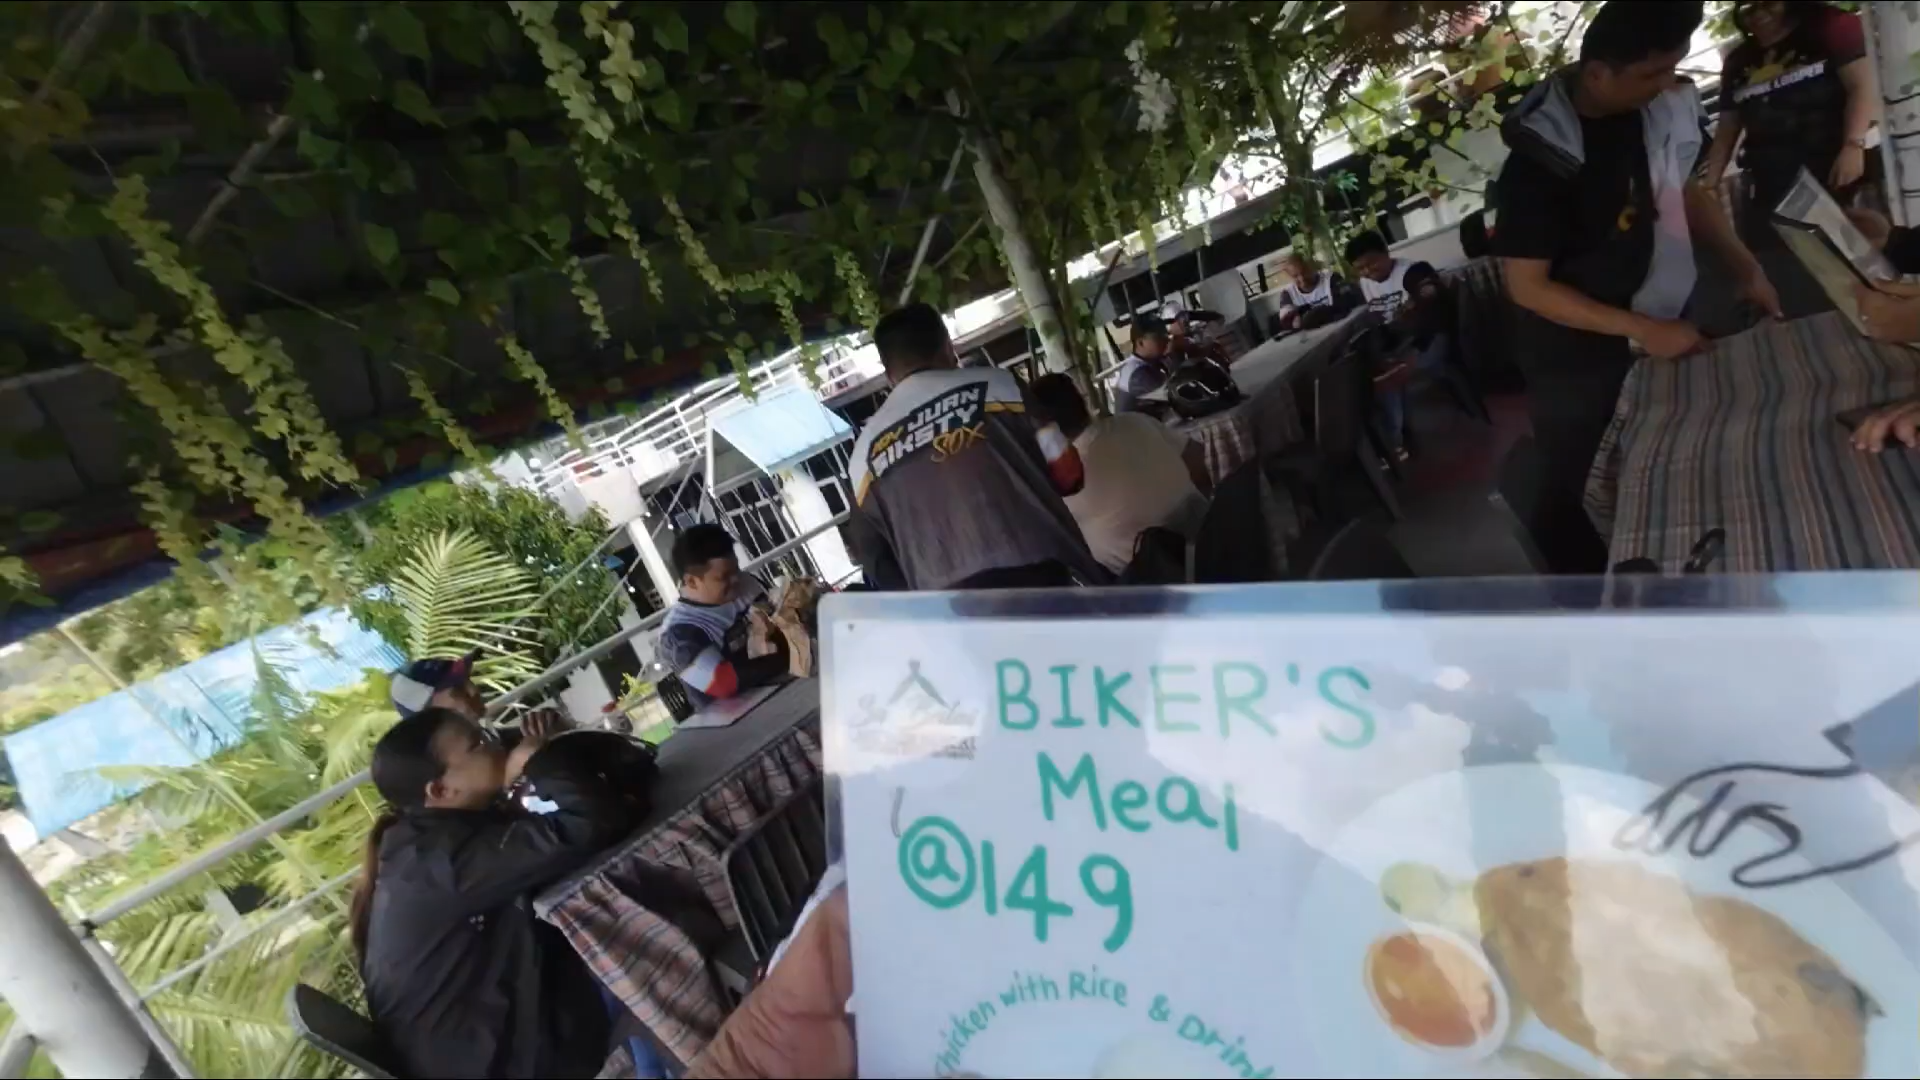 JUAN
SIKSTY
SOX
BIKER'S
Meal
@149
Chicken with Rice & Drink